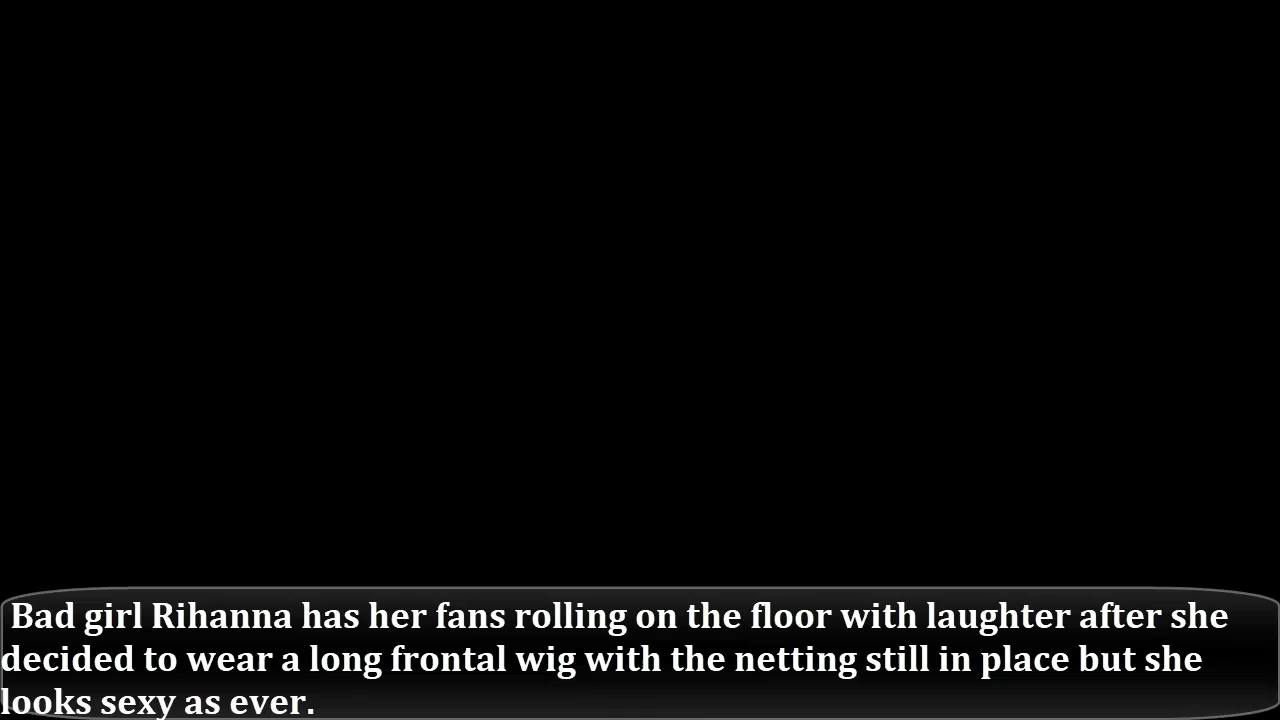 Bad girl Rihanna has her fans rolling on the floor with laughter after she
decided to wear a long frontal wig with the netting still in place but she
looks sexy as ever.